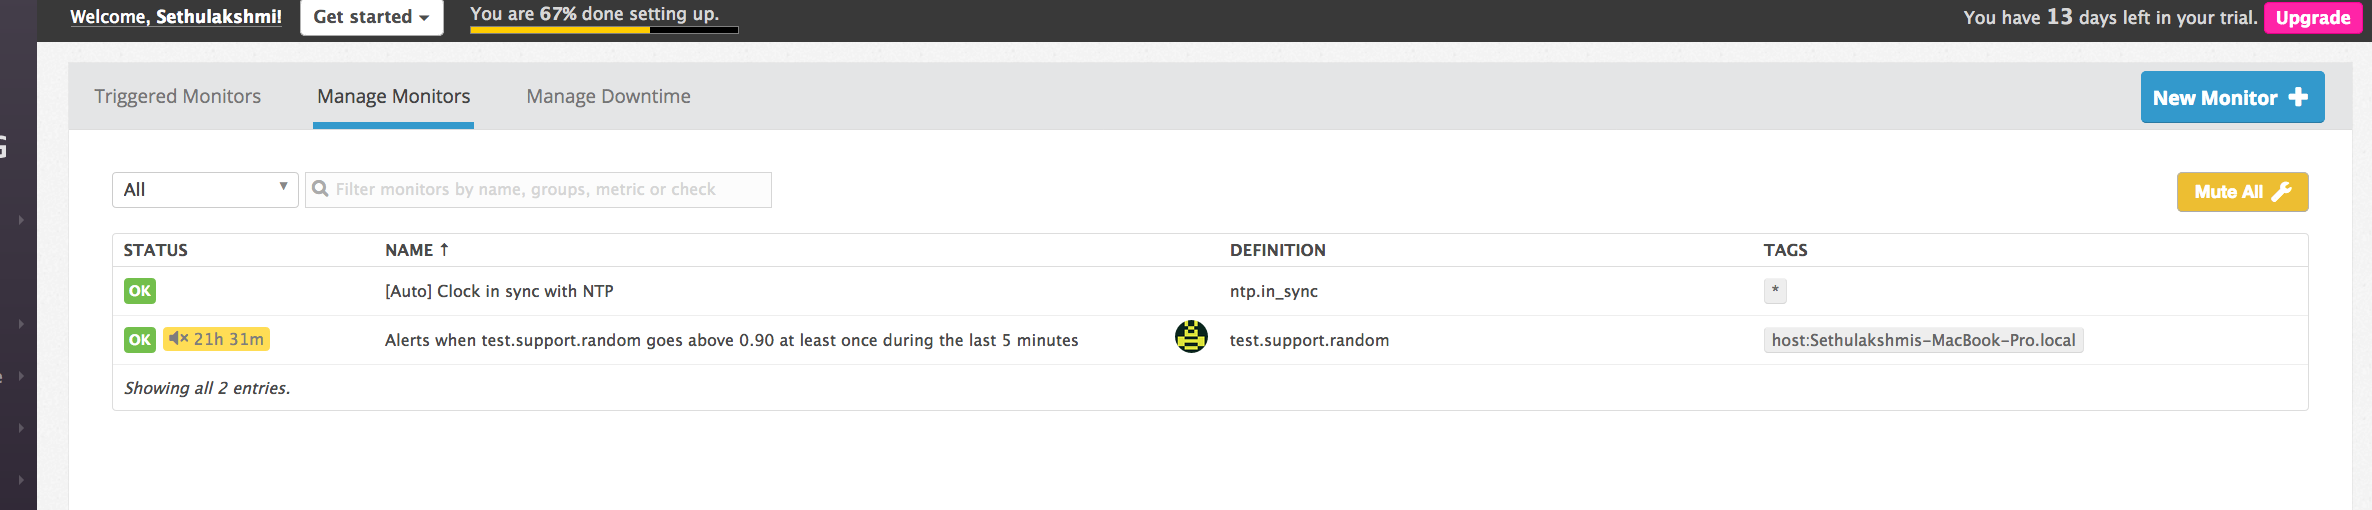 Welcome, Sethulakshmi! Get started You are 67% done setting up. You have 13 days left in your trial. Upgrade
Triggered Monitors Manage Monitors Manage Downtime New Monitor
All Filter monitors by name, groups, metric or check Mute All
STATUS NAME ↑ DEFINITION TAGS
OK [Auto] Clock in sync with NTP ntp.in_sync *
OK 21h 31m Alerts when test.support.random goes above 0.90 at least once during the last 5 minutes test.support.random host:Sethulakshmis-MacBook-Pro.local
Showing all 2 entries.